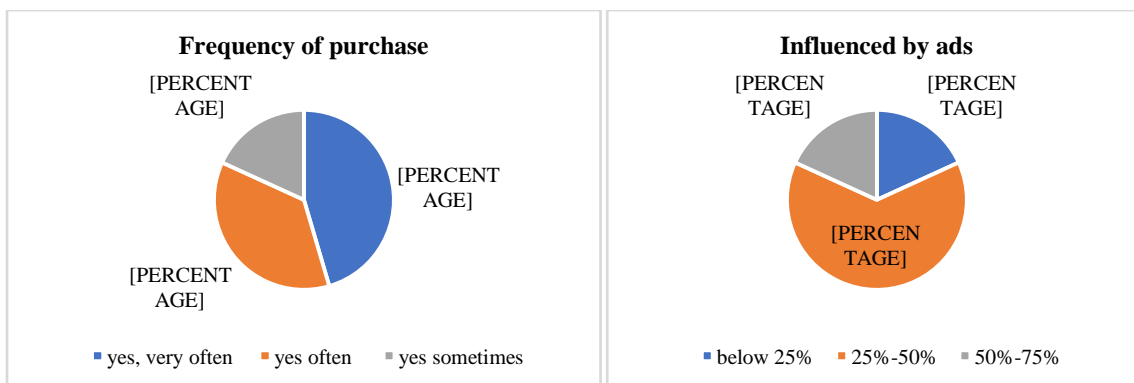 Frequency of purchase
[PERCENT
AGE]
[PERCENT
AGE]
[PERCENT
AGE]
yes, very often yes often yes sometimes
Influenced by ads
[PERCEN
TAGE]
[PERCEN
TAGE]
[PERCEN
TAGE]
below 25% 25%-50% 50%-75%